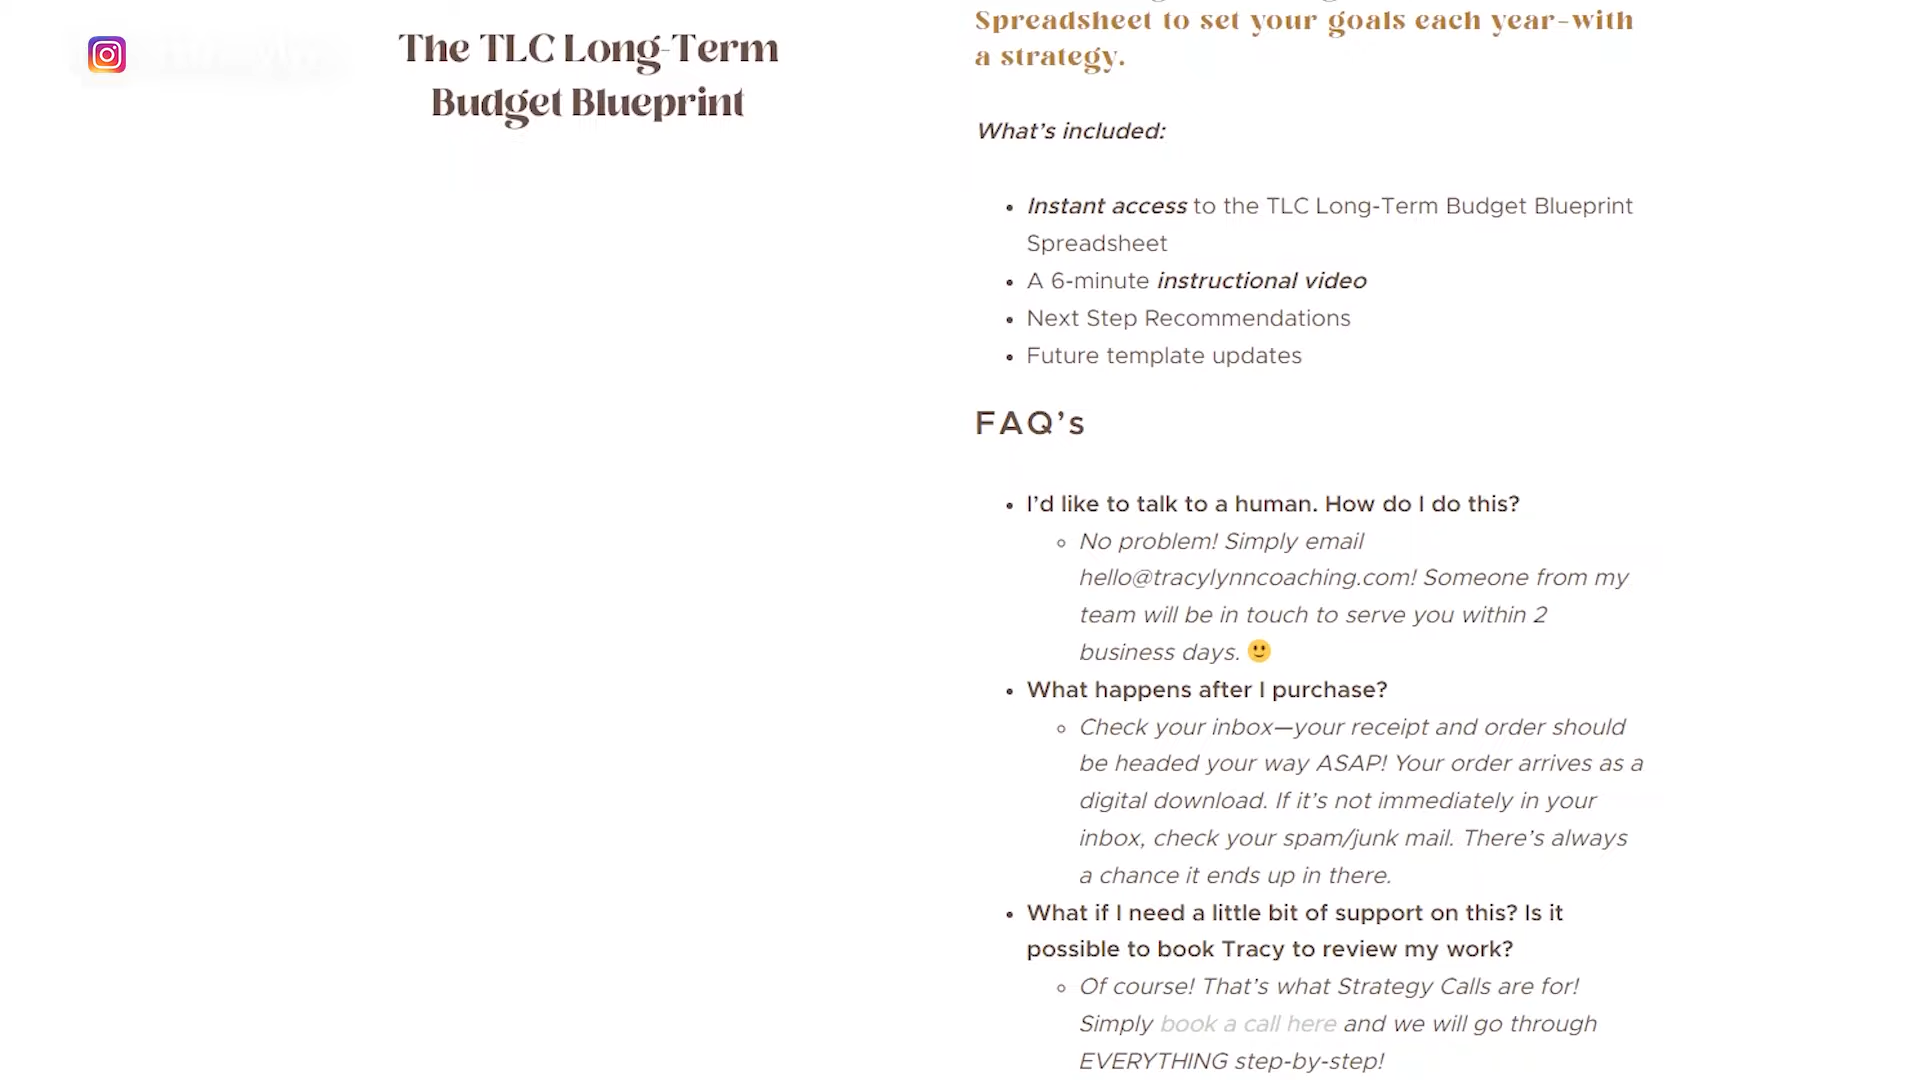 The TLC Long-Term
Budget Blueprint
Spreadsheet to set your goals each year–with
a strategy.
What’s included:
Instant access to the TLC Long-Term Budget Blueprint
Spreadsheet
A 6-minute instructional video
Next Step Recommendations
Future template updates
FAQ’s
I’d like to talk to a human. How do I do this?
No problem! Simply email
hello@tracylynncoaching.com! Someone from my
team will be in touch to serve you within 2
business days. 🙂
What happens after I purchase?
Check your inbox—your receipt and order should
be headed your way ASAP! Your order arrives as a
digital download. If it’s not immediately in your
inbox, check your spam/junk mail. There’s always
a chance it ends up in there.
What if I need a little bit of support on this? Is it
possible to book Tracy to review my work?
Of course! That’s what Strategy Calls are for!
Simply book a call here and we will go through
EVERYTHING step-by-step!